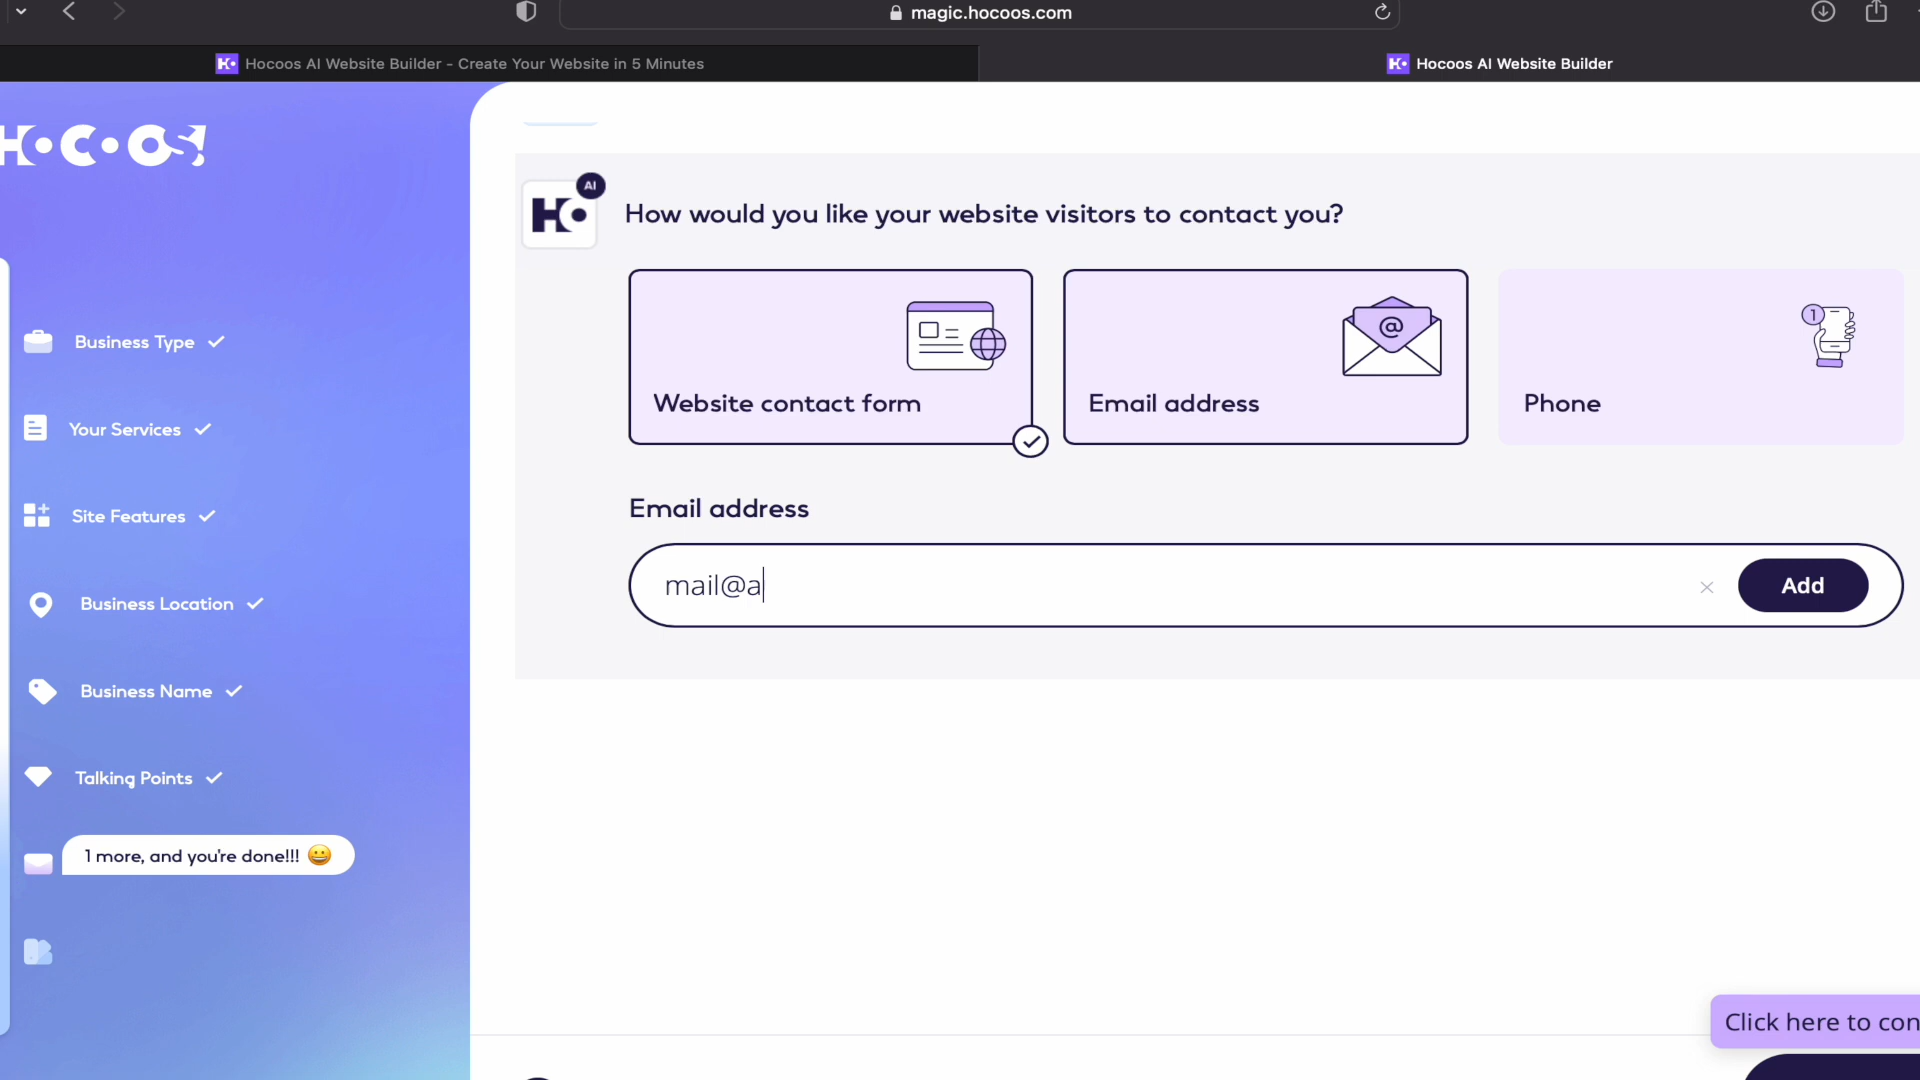 magic.hocoos.com
Hocoos AI Website Builder - Create Your Website in 5 Minutes
Hocoos AI Website Builder
HOCOOS!
AI
HO
How would you like your website visitors to contact you?
Website contact form
@
Email address
1
Phone
Email address
mail@a
Add
Business Type
Your Services
Site Features
Business Location
Business Name
Talking Points
1 more, and you're done!!! 😀
Click here to con